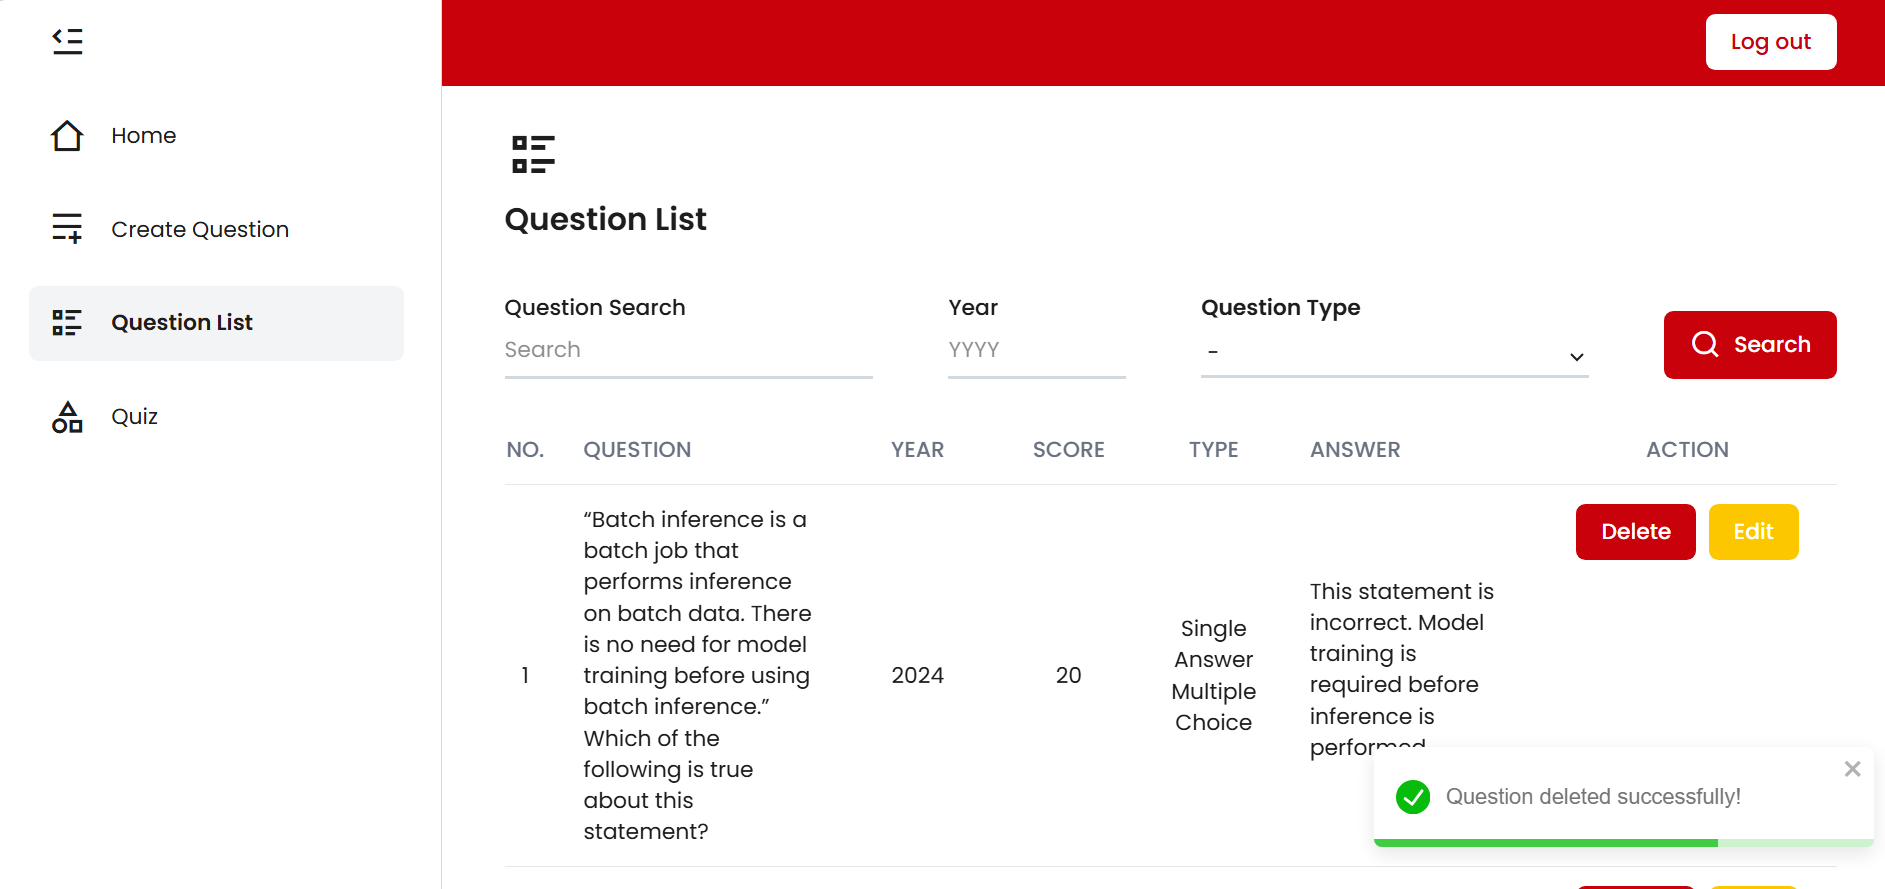 Log out
Home
Create Question
Question List
Quiz
Question List
Question Search
Search
Year
YYYY
Question Type
-
Search
NO. QUESTION YEAR SCORE TYPE ANSWER ACTION
1
“Batch inference is a
batch job that
performs inference
on batch data. There
is no need for model
training before using
batch inference.”
Which of the
following is true
about this
statement?
2024
20
Single
Answer
Multiple
Choice
This statement is
incorrect. Model
training is
required before
inference is
performed
Delete Edit
Question deleted successfully!